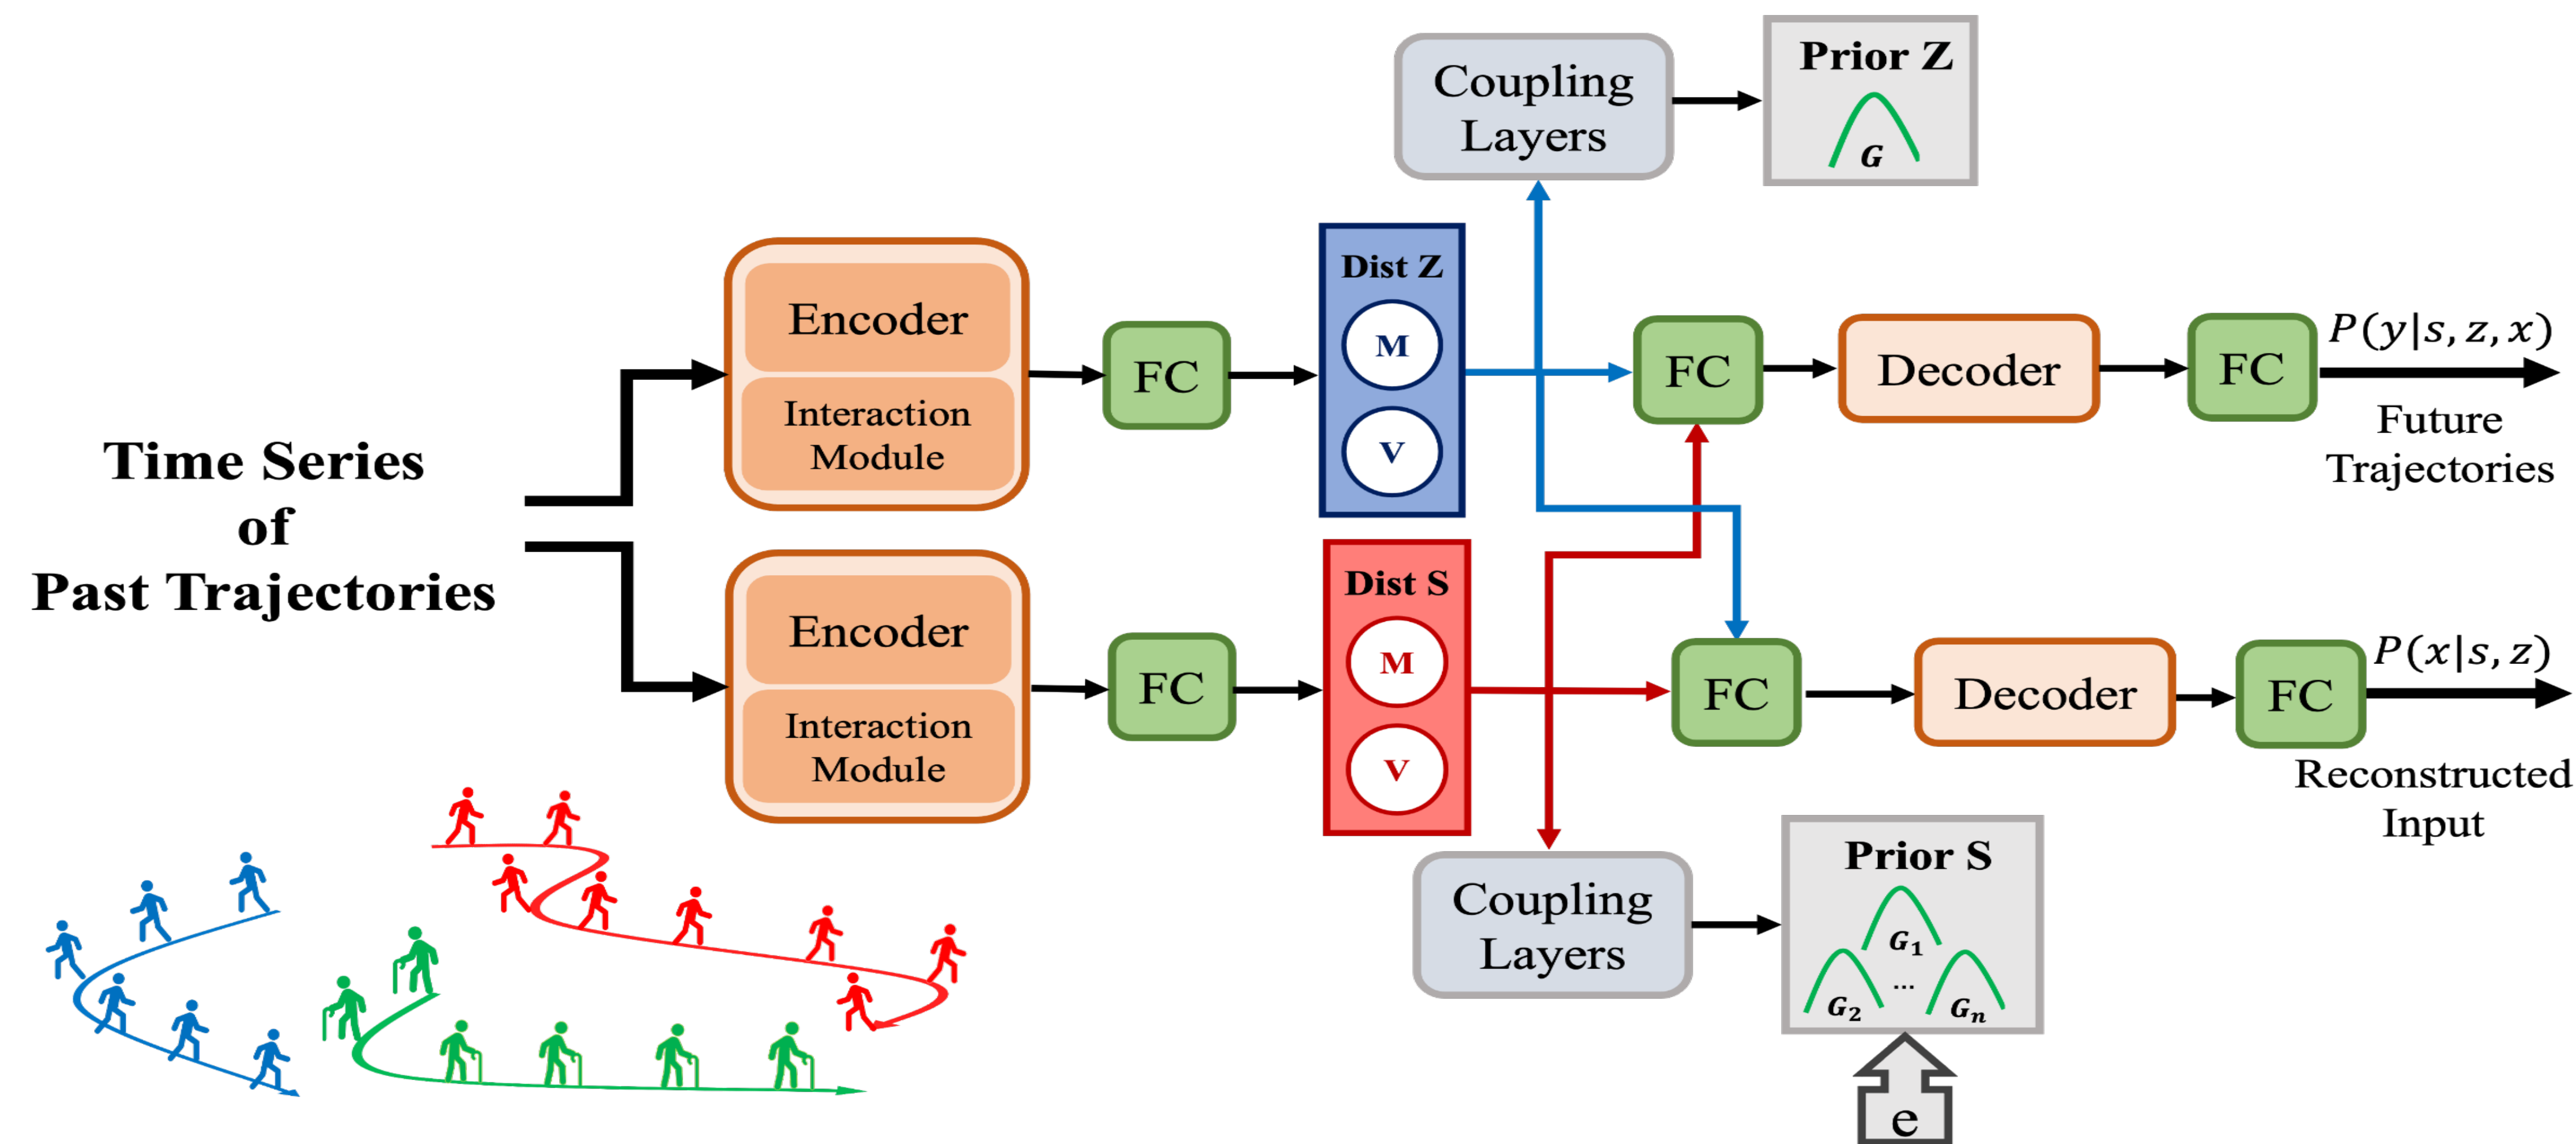 Time Series
of
Past Trajectories
Encoder
Interaction
Module
FC
Dist Z
M
V
Coupling
Layers
Prior Z
G
FC
Decoder
FC
P(y|s, z, x)
Future
Trajectories
Encoder
Interaction
Module
FC
Dist S
M
V
FC
Decoder
FC
P(x|s, z)
Reconstructed
Input
Coupling
Layers
Prior S
G₁
G₂ ... Gₙ
e